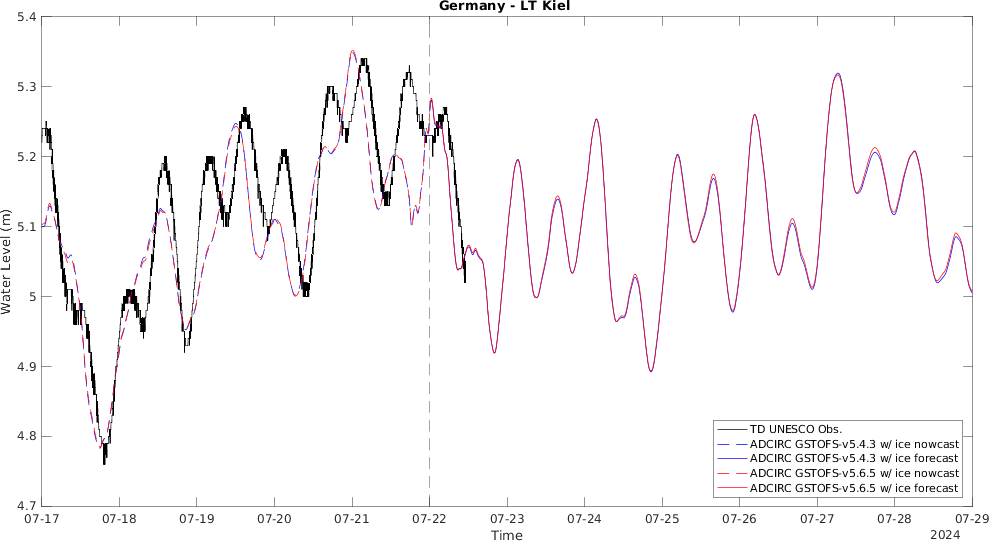 Germany - LT Kiel
5.4
5.3
5.2
5.1
5
4.9
4.8
4.7
Water Level (m)
07-17
07-18
07-19
07-20
07-21
07-22
07-23
07-24
07-25
07-26
07-27
07-28
07-29
Time
2024
TD UNESCO Obs.
ADCIRC GSTOFS-v5.4.3 w/ ice nowcast
ADCIRC GSTOFS-v5.4.3 w/ ice forecast
ADCIRC GSTOFS-v5.6.5 w/ ice nowcast
ADCIRC GSTOFS-v5.6.5 w/ ice forecast